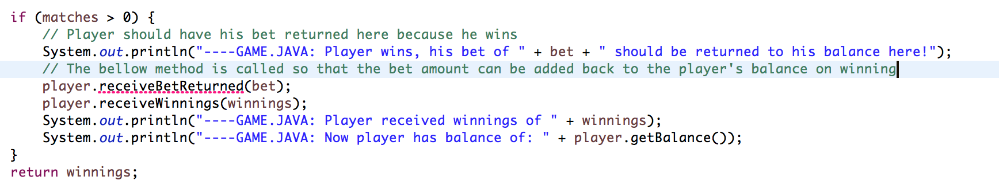 if (matches > 0) {
// Player should have his bet returned here because he wins
System.out.println("----GAME.JAVA: Player wins, his bet of " + bet + " should be returned to his balance here!");
// The bellow method is called so that the bet amount can be added back to the player's balance on winning
player.receiveBetReturned(bet);
player.receiveWinnings(winnings);
System.out.println("----GAME.JAVA: Player received winnings of " + winnings);
System.out.println("----GAME.JAVA: Now player has balance of: " + player.getBalance());
}
return winnings;